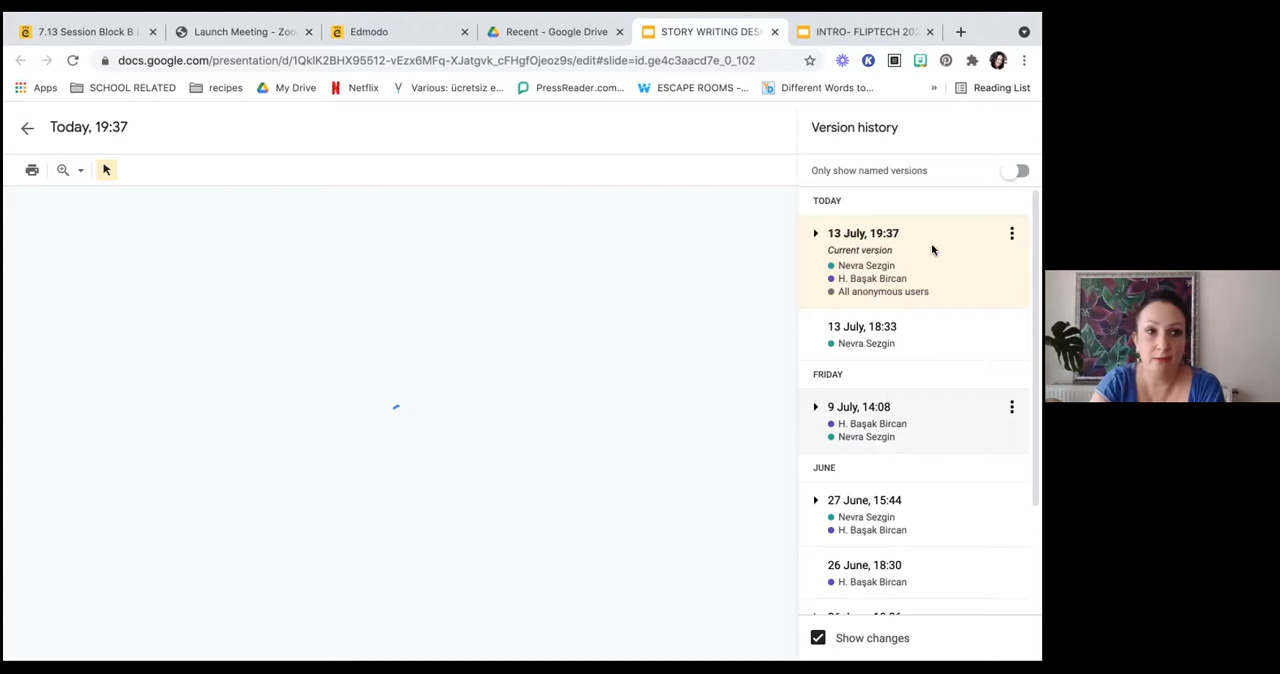 7.13 Session Block B
Launch Meeting - Zoo
Edmodo
Recent - Google Drive
STORY WRITING DES
INTRO- FLIPTECH 202
docs.google.com/presentation/d/1QkIK2BHX95512-vEzx6MFq-XJatgvk_cFHgfOjeoz9s/edit#slide=id.ge4c3aacd7e_0_102
Apps
SCHOOL RELATED
recipes
My Drive
Netflix
Various: ücretsiz e...
PressReader.com...
ESCAPE ROOMS -...
Different Words to...
»
Reading List
Today, 19:37
Version history
Only show named versions
TODAY
13 July, 19:37
Current version
Nevra Sezgin
H. Başak Bircan
All anonymous users
13 July, 18:33
Nevra Sezgin
FRIDAY
9 July, 14:08
H. Başak Bircan
Nevra Sezgin
JUNE
27 June, 15:44
Nevra Sezgin
H. Başak Bircan
26 June, 18:30
H. Başak Bircan
Show changes